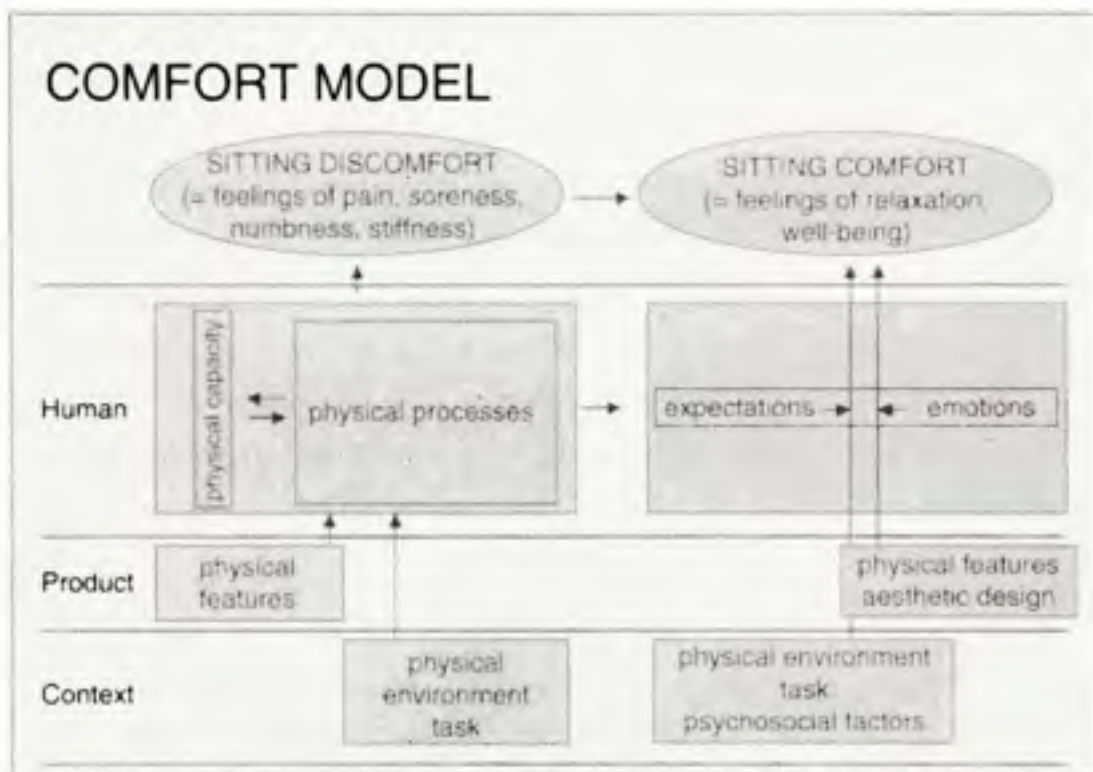 COMFORT MODEL
SITTING DISCOMFORT
(= feelings of pain, soreness,
numbness, stiffness)
SITTING COMFORT
(= feelings of relaxation,
well-being)
Human
physical capacity
physical processes
expectations
emotions
Product
physical
features
physical features
aesthetic design
Context
physical
environment
task
physical environment
task
psychosocial factors